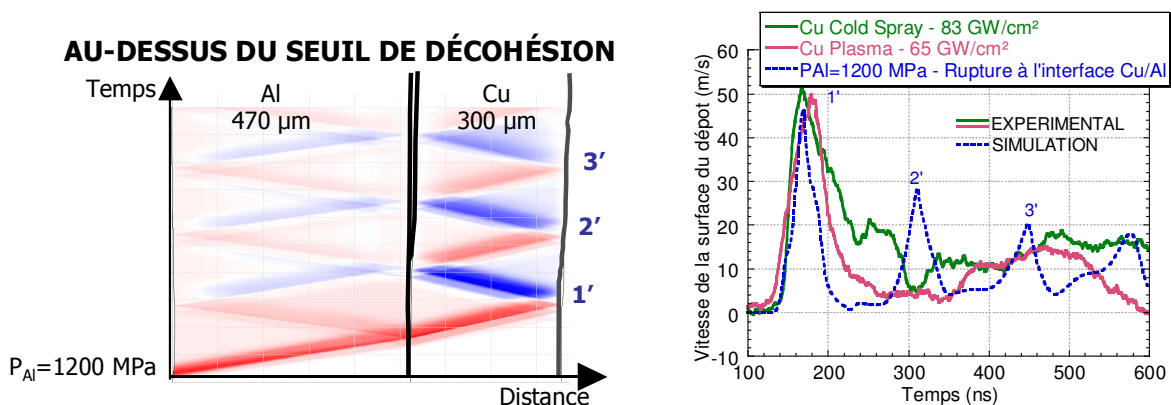 AU-DESSUS DU SEUIL DE DÉCOHÉSION
Temps
Al
470 µm
Cu
300 µm
3’
2’
1’
PAl=1200 MPa
Distance
Cu Cold Spray - 83 GW/cm²
Cu Plasma - 65 GW/cm²
PAl=1200 MPa - Rupture à l'interface Cu/Al
EXPERIMENTAL
SIMULATION
1'
2'
3'
Vitesse de la surface du dépot (m/s)
60
50
40
30
20
10
0
-10
100 200 300 400 500 600
Temps (ns)